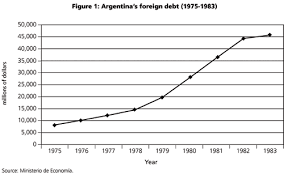 Figure 1: Argentina's foreign debt (1975-1983)
millions of dollars
50,000
45,000
40,000
35,000
30,000
25,000
20,000
15,000
10,000
5,000
0
1975 1976 1977 1978 1979 1980 1981 1982 1983
Year
Source: Ministerio de Economía.